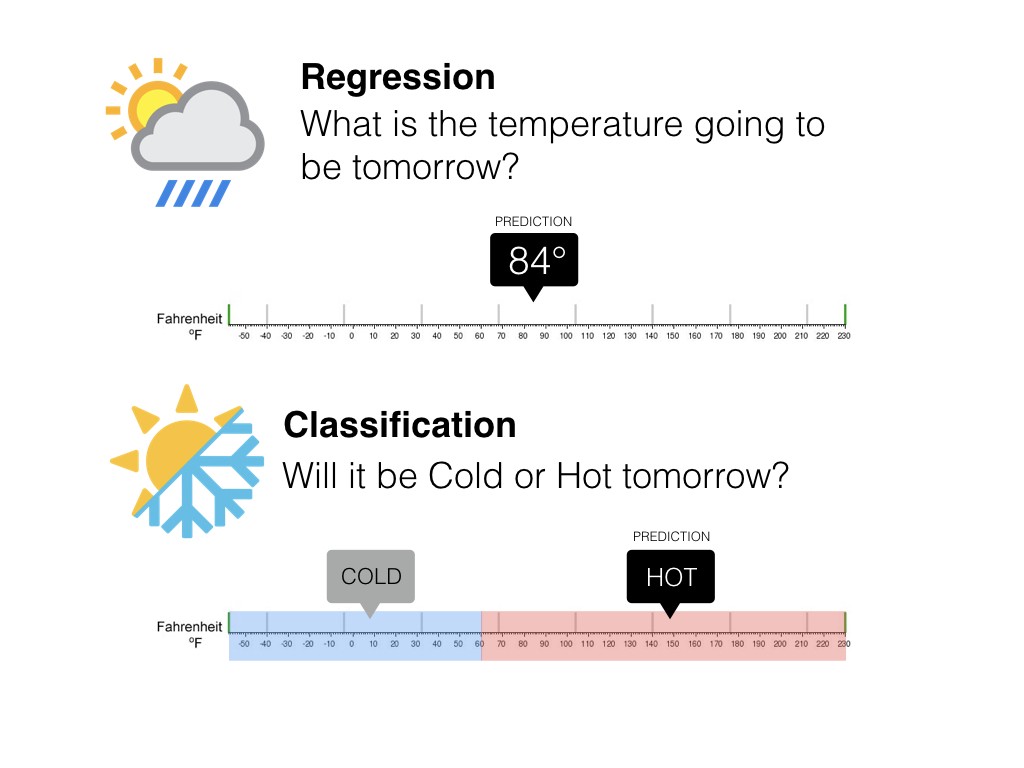 Regression
What is the temperature going to
be tomorrow?
PREDICTION
84°
Fahrenheit
ºF
-50 -40 -30 -20 -10 0 10 20 30 40 50 60 70 80 90 100 110 120 130 140 150 160 170 180 190 200 210 220 230
Classification
Will it be Cold or Hot tomorrow?
PREDICTION
COLD
HOT
Fahrenheit
ºF
-50 -40 -30 -20 -10 0 10 20 30 40 50 60 70 80 90 100 110 120 130 140 150 160 170 180 190 200 210 220 230